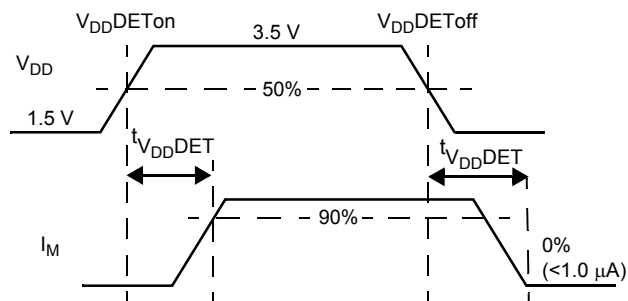 VDDDETon VDDDEToff
3.5 V
VDD
50%
1.5 V
tVDDDET tVDDDET
90%
IM
0%
(<1.0 μA)